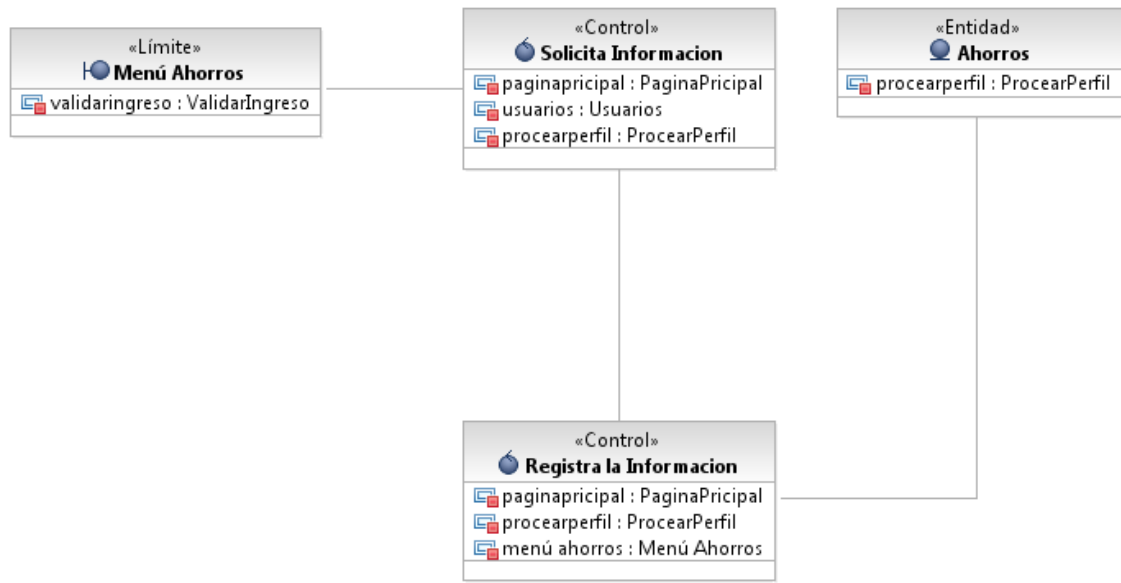 «Límite»
Menú Ahorros
validaringreso : ValidarIngreso
«Control»
Solicita Informacion
paginapricipal : PaginaPricipal
usuarios : Usuarios
procearperfil : ProcearPerfil
«Entidad»
Ahorros
procearperfil : ProcearPerfil
«Control»
Registra la Informacion
paginapricipal : PaginaPricipal
procearperfil : ProcearPerfil
menú ahorros : Menú Ahorros